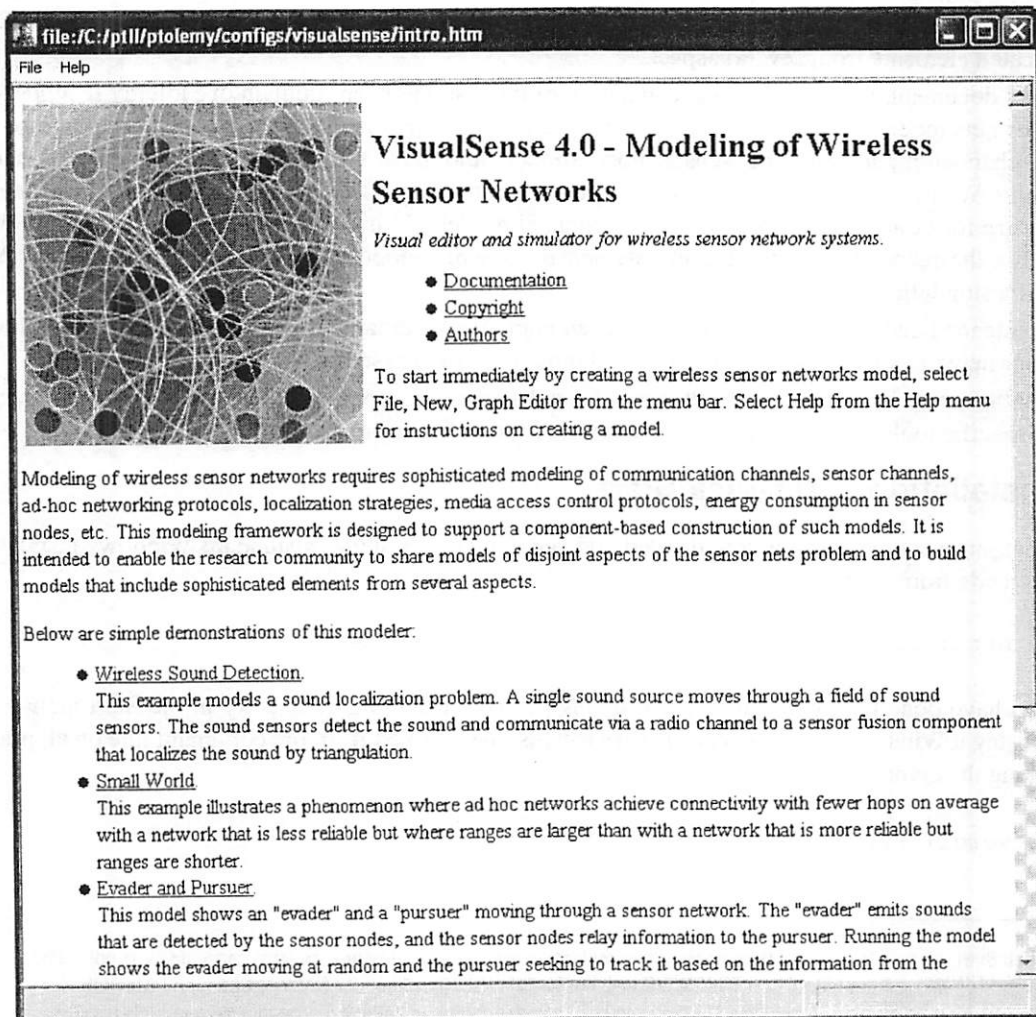 file:/C:/ptII/ptolemy/configs/visualsense/intro.htm
File Help
VisualSense 4.0 - Modeling of Wireless
Sensor Networks
Visual editor and simulator for wireless sensor network systems.
Documentation
Copyright
Authors
To start immediately by creating a wireless sensor networks model, select
File, New, Graph Editor from the menu bar. Select Help from the Help menu
for instructions on creating a model.
Modeling of wireless sensor networks requires sophisticated modeling of communication channels, sensor channels,
ad-hoc networking protocols, localization strategies, media access control protocols, energy consumption in sensor
nodes, etc. This modeling framework is designed to support a component-based construction of such models. It is
intended to enable the research community to share models of disjoint aspects of the sensor nets problem and to build
models that include sophisticated elements from several aspects.
Below are simple demonstrations of this modeler:
Wireless Sound Detection.
This example models a sound localization problem. A single sound source moves through a field of sound
sensors. The sound sensors detect the sound and communicate via a radio channel to a sensor fusion component
that localizes the sound by triangulation.
Small World.
This example illustrates a phenomenon where ad hoc networks achieve connectivity with fewer hops on average
with a network that is less reliable but where ranges are larger than with a network that is more reliable but
ranges are shorter.
Evader and Pursuer.
This model shows an "evader" and a "pursuer" moving through a sensor network. The "evader" emits sounds
that are detected by the sensor nodes, and the sensor nodes relay information to the pursuer. Running the model
shows the evader moving at random and the pursuer seeking to track it based on the information from the